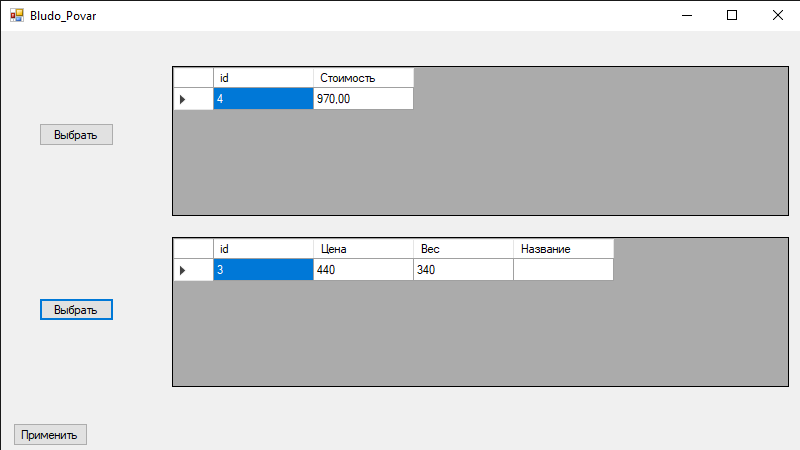 Bludo_Povar
id Стоимость
4 970,00
Выбрать
id Цена Вес Название
3 440 340
Выбрать
Применить